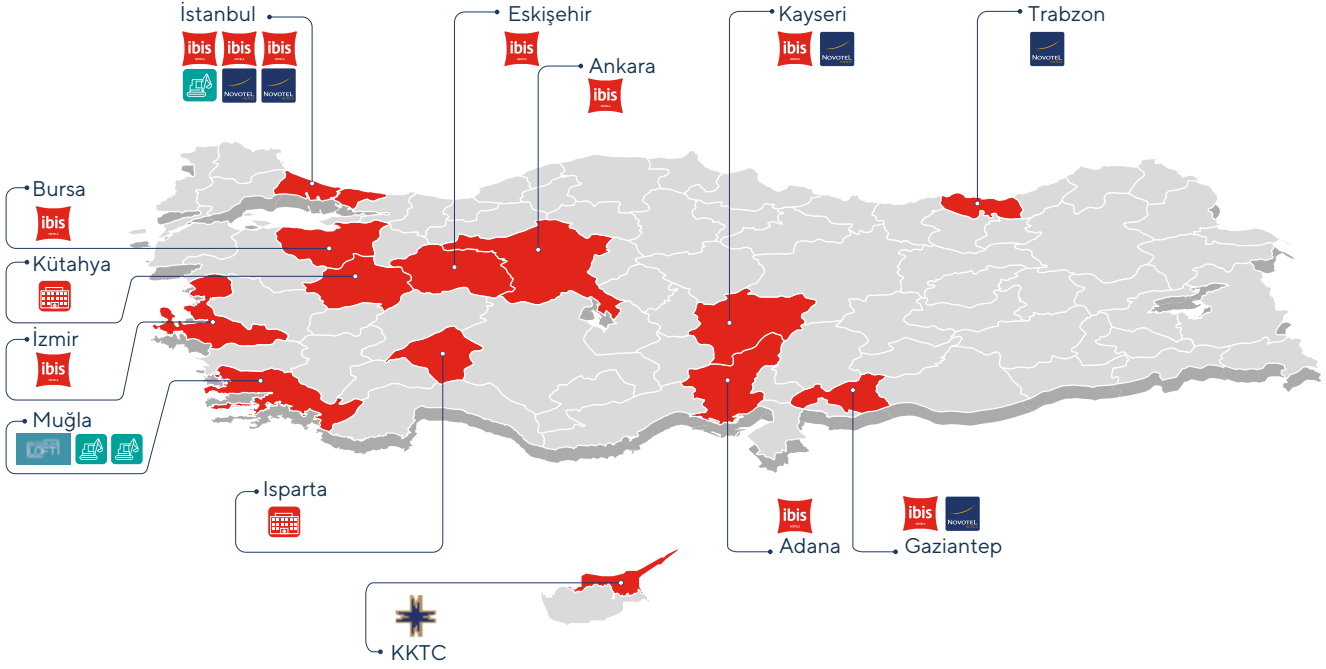 İstanbul
ibis
ibis
ibis
NOVOTEL
NOVOTEL
Eskişehir
ibis
Ankara
ibis
Kayseri
ibis
NOVOTEL
Trabzon
NOVOTEL
Bursa
ibis
Kütahya
İzmir
ibis
Muğla
Isparta
ibis
Adana
ibis
NOVOTEL
Gaziantep
KKTC